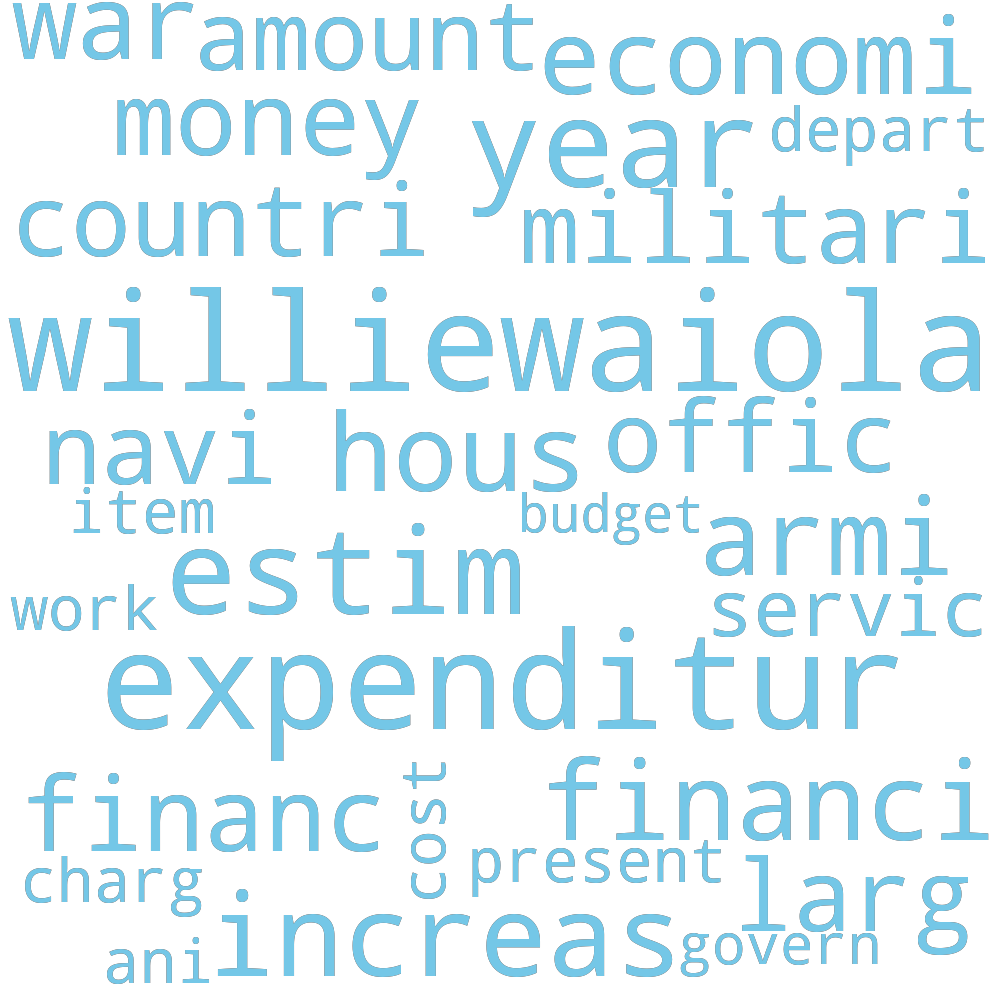 war amount economi
money year depart
countri militari
williewaiola
navi hous offic
item budget armi
estim
work servic
expenditur
financ cost financi
charg present larg
ani increas govern